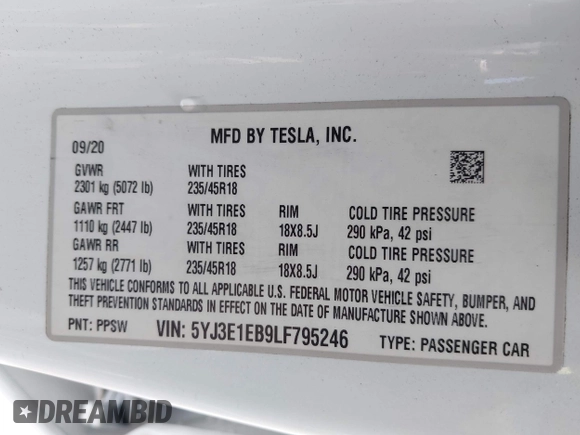 MFD BY TESLA, INC.
09/20
GVWR WITH TIRES
2301 kg (5072 lb) 235/45R18
GAWR FRT WITH TIRES RIM COLD TIRE PRESSURE
1110 kg (2447 lb) 235/45R18 18X8.5J 290 kPa, 42 psi
GAWR RR WITH TIRES RIM COLD TIRE PRESSURE
1257 kg (2771 lb) 235/45R18 18X8.5J 290 kPa, 42 psi
THIS VEHICLE CONFORMS TO ALL APPLICABLE U.S. FEDERAL MOTOR VEHICLE SAFETY, BUMPER, AND
THEFT PREVENTION STANDARDS IN EFFECT ON THE DATE OF MANUFACTURE SHOWN ABOVE.
PNT: PPSW VIN: 5YJ3E1EB9LF795246 TYPE: PASSENGER CAR
DREAMBID